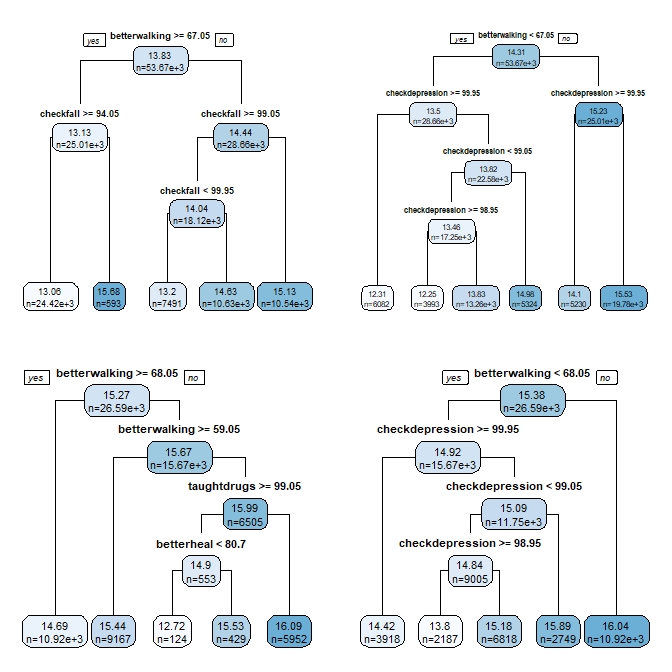 betterwalking >= 67.05
yes no
13.83
n=53.67e+3
checkfall >= 94.05
13.13
n=25.01e+3
checkfall >= 99.05
14.44
n=28.66e+3
checkfall < 99.95
14.04
n=18.12e+3
13.06
n=24.42e+3
15.68
n=593
13.2
n=7491
14.63
n=10.63e+3
15.13
n=10.54e+3
betterwalking < 67.05
yes no
14.31
n=53.67e+3
checkdepression >= 99.95
13.5
n=28.66e+3
checkdepression >= 99.95
15.23
n=25.01e+3
checkdepression < 99.05
13.82
n=22.58e+3
checkdepression >= 98.95
13.46
n=17.25e+3
12.31
n=6082
12.25
n=3993
13.83
n=13.26e+3
14.98
n=5324
14.1
n=5230
15.53
n=19.78e+3
yes betterwalking >= 68.05 no
15.27
n=26.59e+3
betterwalking >= 59.05
15.67
n=15.67e+3
taughtdrugs >= 99.05
15.99
n=6505
betterheal < 80.7
14.9
n=553
14.69
n=10.92e+3
15.44
n=9167
12.72
n=124
15.53
n=429
16.09
n=5952
yes betterwalking < 68.05 no
15.38
n=26.59e+3
checkdepression >= 99.95
14.92
n=15.67e+3
checkdepression < 99.05
15.09
n=11.75e+3
checkdepression >= 98.95
14.84
n=9005
14.42
n=3918
13.8
n=2187
15.18
n=6818
15.89
n=2749
16.04
n=10.92e+3